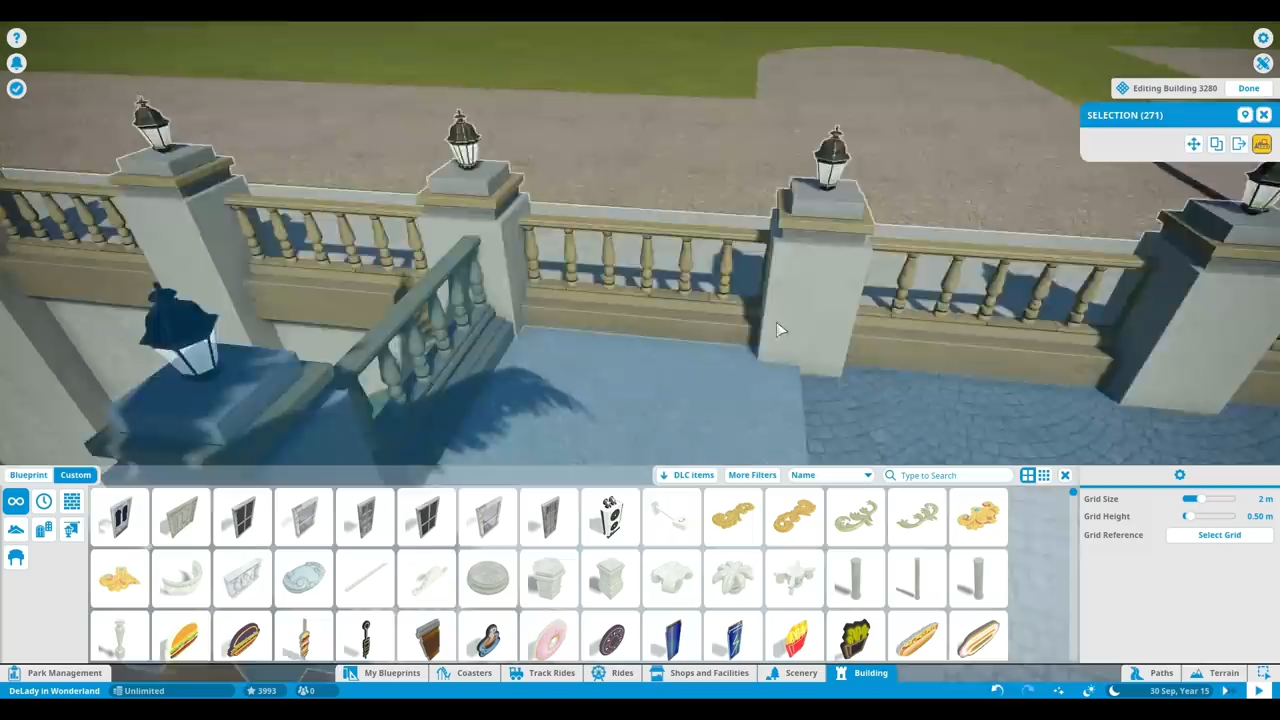 ?
Editing Building 3280
Done
SELECTION (271)
Blueprint
Custom
DLC items
More Filters
Name
Type to Search
Grid Size
2 m
Grid Height
0.50 m
Grid Reference
Select Grid
Park Management
My Blueprints
Coasters
Track Rides
Rides
Shops and Facilities
Scenery
Building
Paths
Terrain
DeLady in Wonderland
Unlimited
3993
0
30 Sep, Year 15